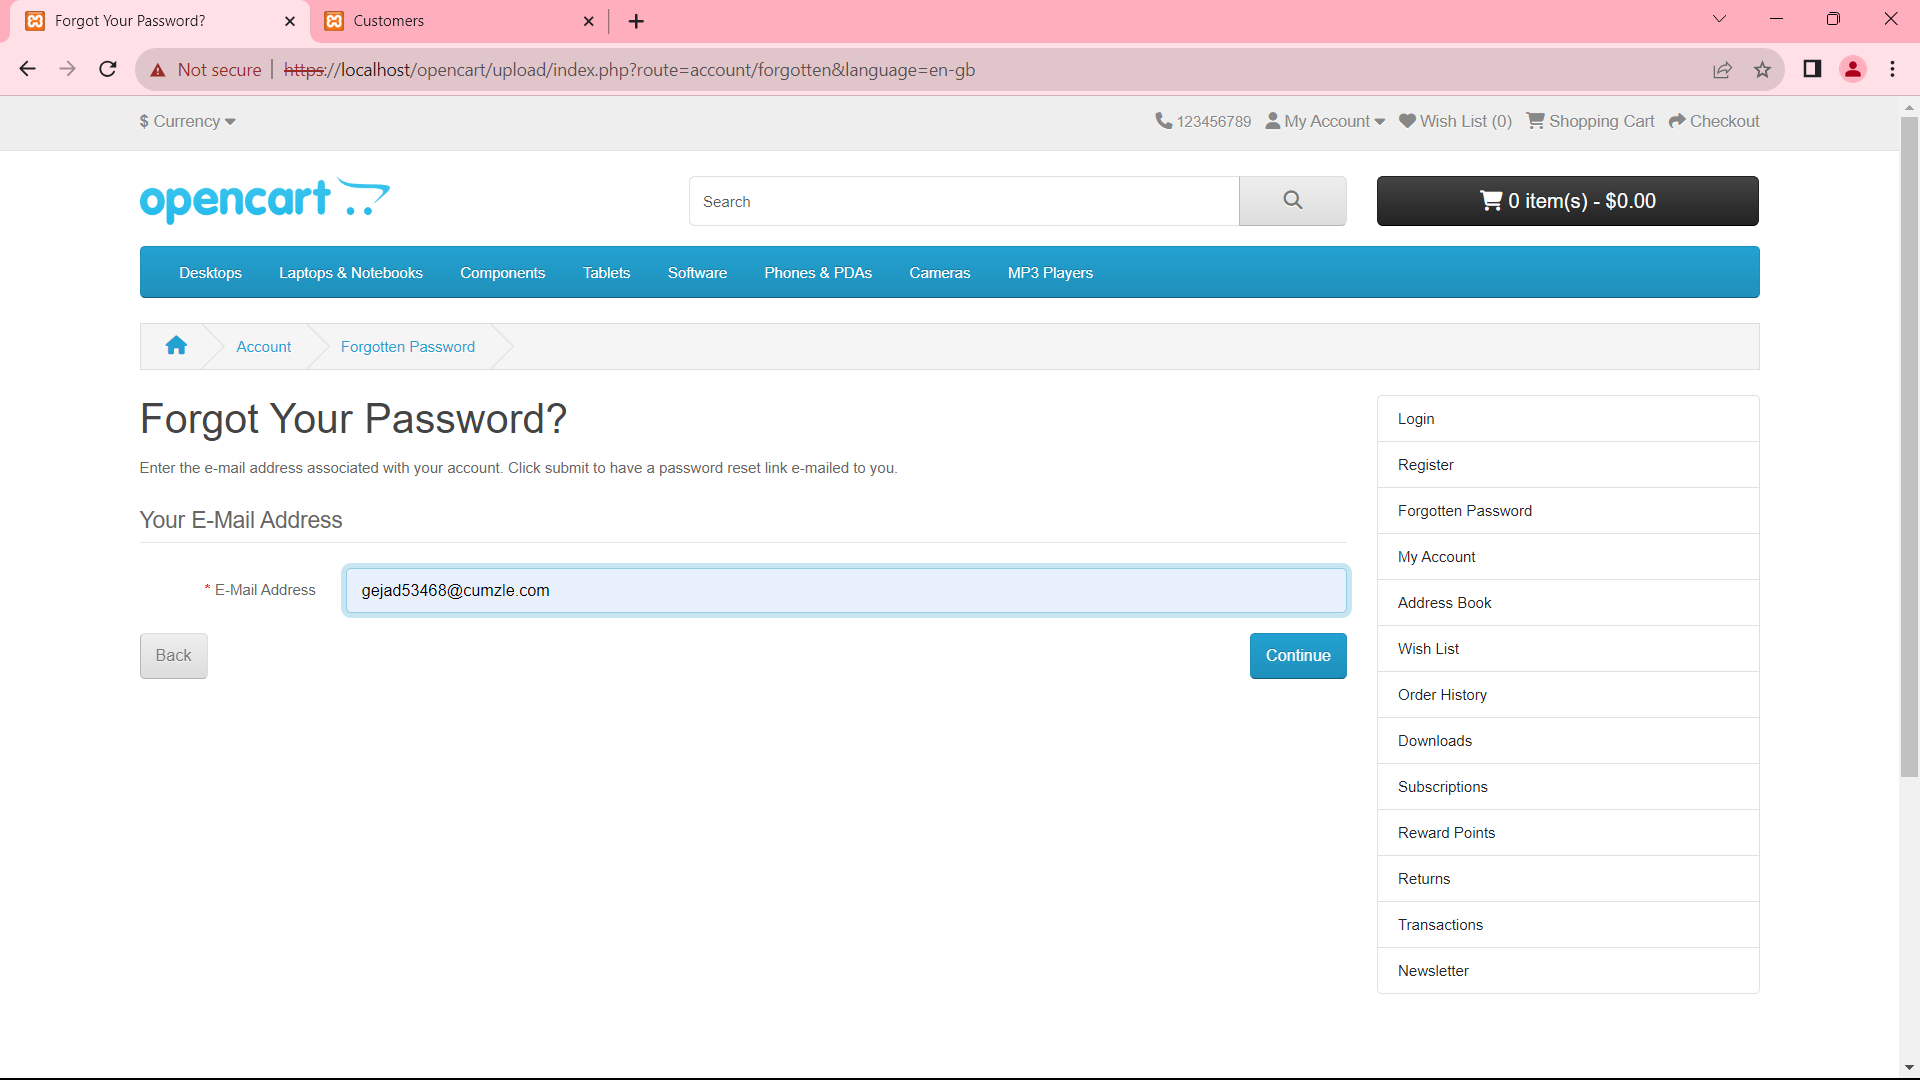 Forgot Your Password?
Customers
Not secure
https://localhost/opencart/upload/index.php?route=account/forgotten&language=en-gb
$ Currency
123456789 My Account Wish List (0) Shopping Cart Checkout
opencart
Search
0 item(s) - $0.00
Desktops Laptops & Notebooks Components Tablets Software Phones & PDAs Cameras MP3 Players
Account
Forgotten Password
Forgot Your Password?
Enter the e-mail address associated with your account. Click submit to have a password reset link e-mailed to you.
Your E-Mail Address
* E-Mail Address
gejad53468@cumzle.com
Back
Continue
Login
Register
Forgotten Password
My Account
Address Book
Wish List
Order History
Downloads
Subscriptions
Reward Points
Returns
Transactions
Newsletter